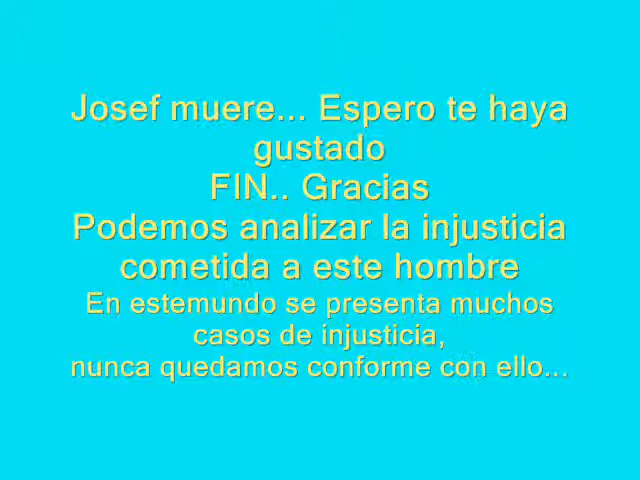 Josef muere... Espero te haya
gustado
FIN.. Gracias
Podemos analizar la injusticia
cometida a este hombre
En estemundo se presenta muchos
casos de injusticia,
nunca quedamos conforme con ello...